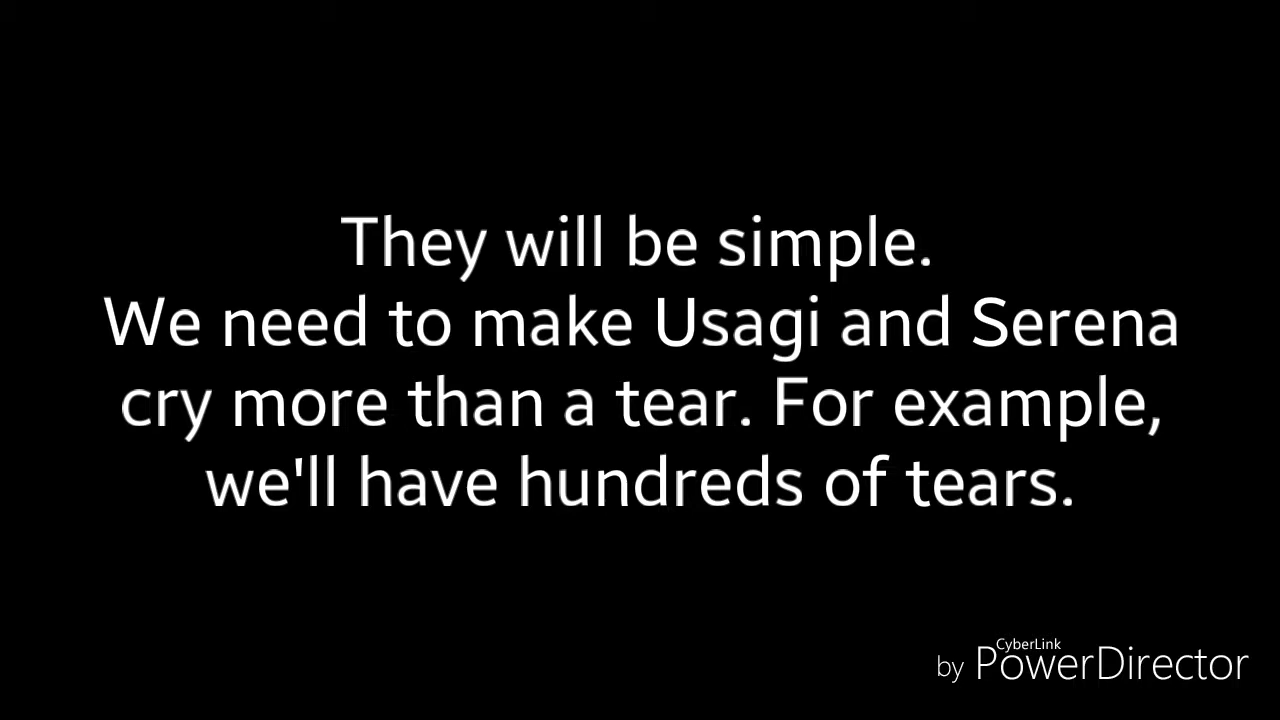 They will be simple.
We need to make Usagi and Serena
cry more than a tear. For example,
we'll have hundreds of tears.
CyberLink
by PowerDirector